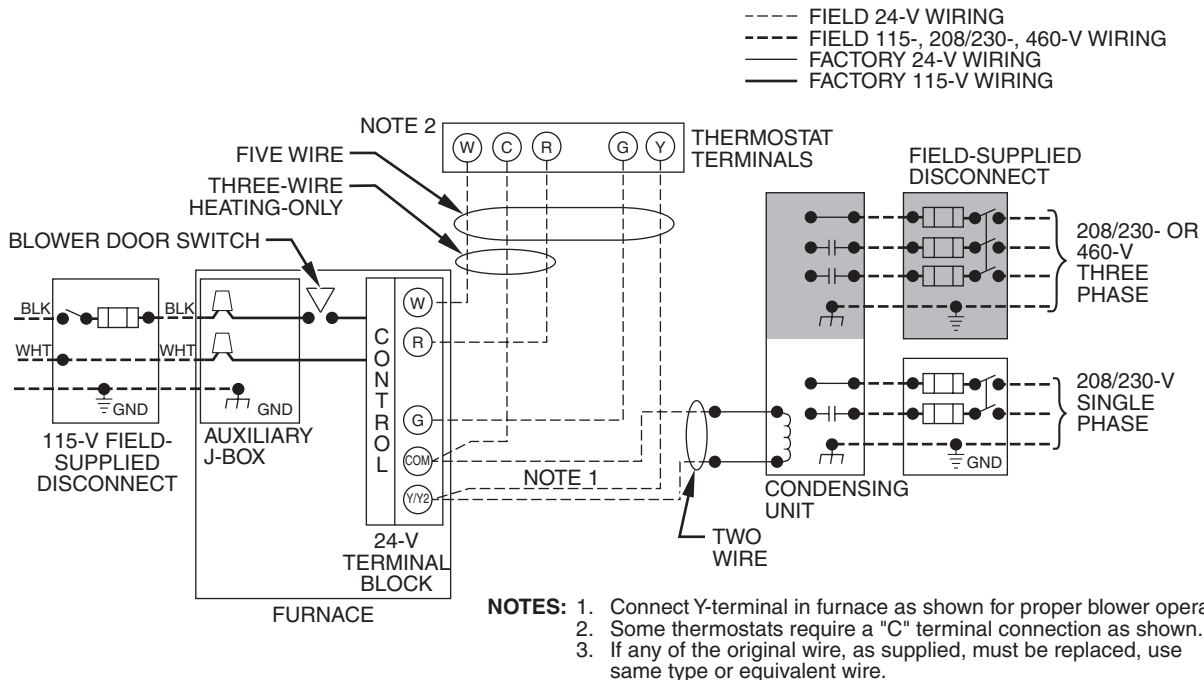 FIELD 24-V WIRING
FIELD 115-, 208/230-, 460-V WIRING
FACTORY 24-V WIRING
FACTORY 115-V WIRING
NOTE 2
W C R G Y
THERMOSTAT
TERMINALS
FIVE WIRE
THREE-WIRE
HEATING-ONLY
BLOWER DOOR SWITCH
FIELD-SUPPLIED
DISCONNECT
208/230- OR
460-V
THREE
PHASE
BLK
BLK
WHT
WHT
GND
GND
115-V FIELD-
SUPPLIED
DISCONNECT
AUXILIARY
J-BOX
CONTROL
W
R
G
COM
Y/Y2
NOTE 1
24-V
TERMINAL
BLOCK
FURNACE
TWO
WIRE
CONDENSING
UNIT
GND
208/230-V
SINGLE
PHASE
NOTES: 1. Connect Y-terminal in furnace as shown for proper blower opera
2. Some thermostats require a "C" terminal connection as shown.
3. If any of the original wire, as supplied, must be replaced, use
same type or equivalent wire.